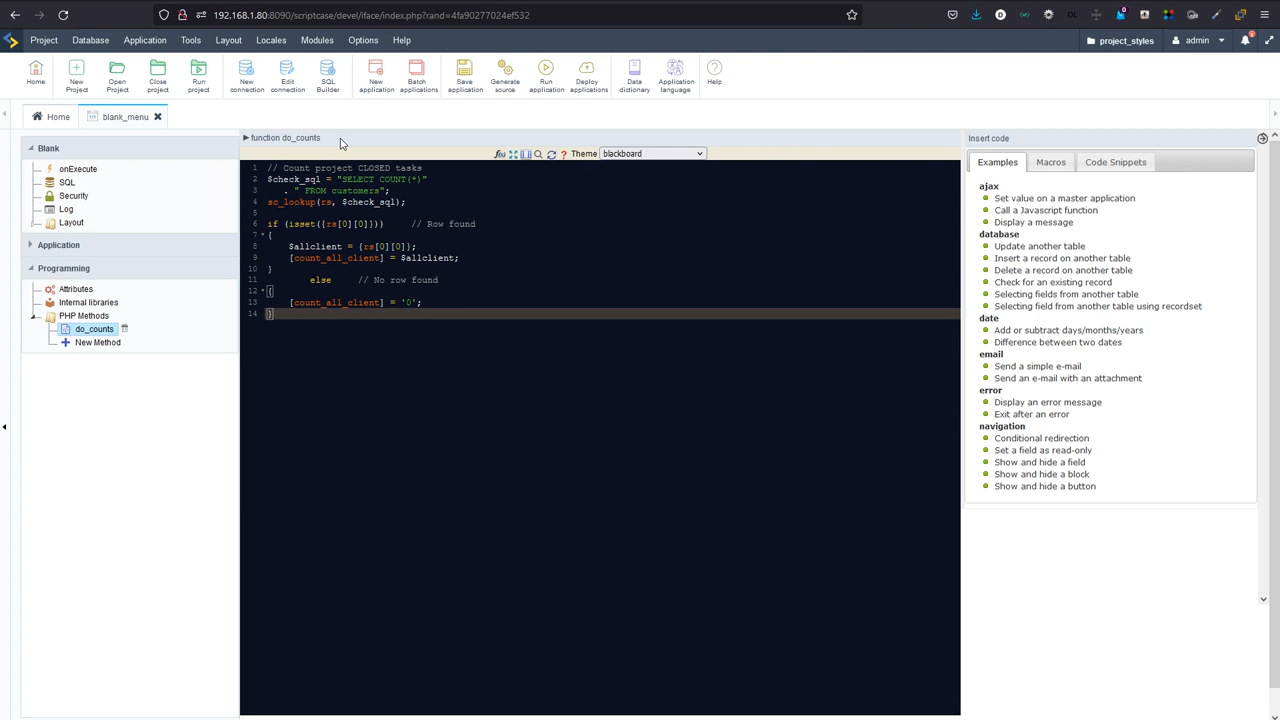 192.168.1.80:8090/scriptcase/devel/iface/index.php?rand=4fa90277024ef532
Project Database Application Tools Layout Locales Modules Options Help
project_styles admin
Home
New Project
Open Project
Close project
Run project
New connection
Edit connection
SQL Builder
New application
Batch applications
Save application
Generate source
Run application
Deploy applications
Data dictionary
Application language
Help
Home blank_menu
Blank
onExecute
SQL
Security
Log
Layout
Application
Programming
Attributes
Internal libraries
PHP Methods
do_counts
New Method
function do_counts
Theme blackboard
1 // Count project CLOSED tasks
2 $check_sql = "SELECT COUNT(*)"
3 . " FROM customers";
4 sc_lookup(rs, $check_sql);
5
6 if (isset({rs[0][0]})) // Row found
7 {
8 $allclient = {rs[0][0]};
9 [count_all_client] = $allclient;
10 }
11 else // No row found
12 {
13 [count_all_client] = '0';
14 }
Insert code
Examples Macros Code Snippets
ajax
Set value on a master application
Call a Javascript function
Display a message
database
Update another table
Insert a record on another table
Delete a record on another table
Check for an existing record
Selecting fields from another table
Selecting field from another table using recordset
date
Add or subtract days/months/years
Difference between two dates
email
Send a simple e-mail
Send an e-mail with an attachment
error
Display an error message
Exit after an error
navigation
Conditional redirection
Set a field as read-only
Show and hide a field
Show and hide a block
Show and hide a button